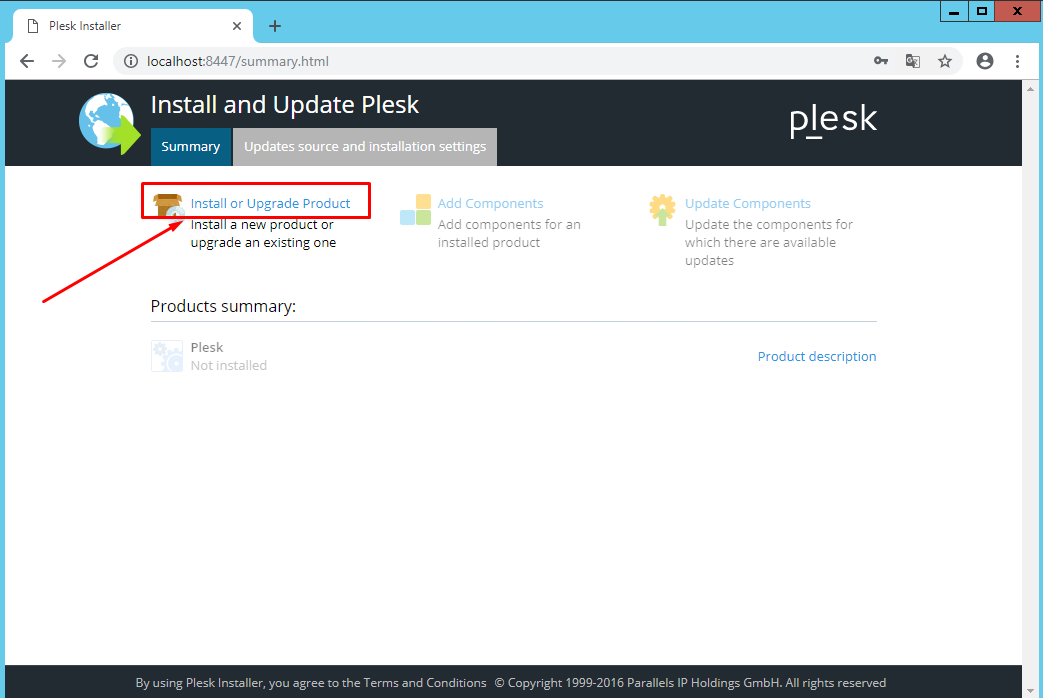 Plesk Installer
localhost:8447/summary.html
Install and Update Plesk
plesk
Summary
Updates source and installation settings
Install or Upgrade Product
Install a new product or
upgrade an existing one
Add Components
Add components for an
installed product
Update Components
Update the components for
which there are available
updates
Products summary:
Plesk
Not installed
Product description
By using Plesk Installer, you agree to the Terms and Conditions © Copyright 1999-2016 Parallels IP Holdings GmbH. All rights reserved